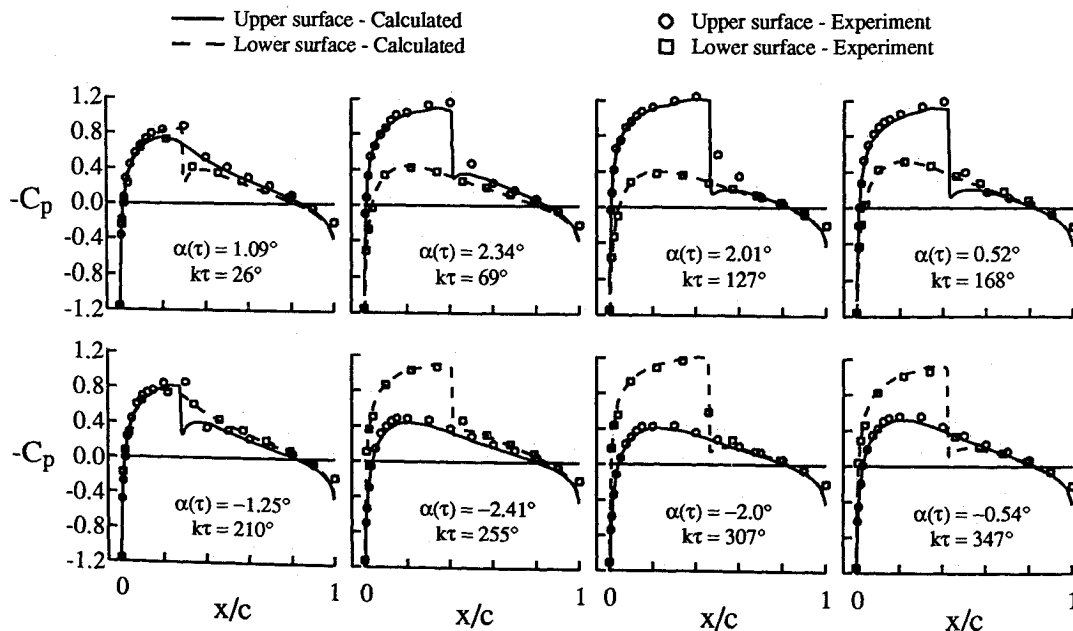 Upper surface - Calculated
Lower surface - Calculated
Upper surface - Experiment
Lower surface - Experiment
1.2
0.8
0.4
0.0
-0.4
-0.8
-1.2
-Cp
α(τ) = 1.09°
kτ = 26°
α(τ) = 2.34°
kτ = 69°
α(τ) = 2.01°
kτ = 127°
α(τ) = 0.52°
kτ = 168°
1.2
0.8
0.4
0.0
-0.4
-0.8
-1.2
-Cp
α(τ) = −1.25°
kτ = 210°
α(τ) = −2.41°
kτ = 255°
α(τ) = −2.0°
kτ = 307°
α(τ) = −0.54°
kτ = 347°
0 x/c 1
0 x/c 1
0 x/c 1
0 x/c 1